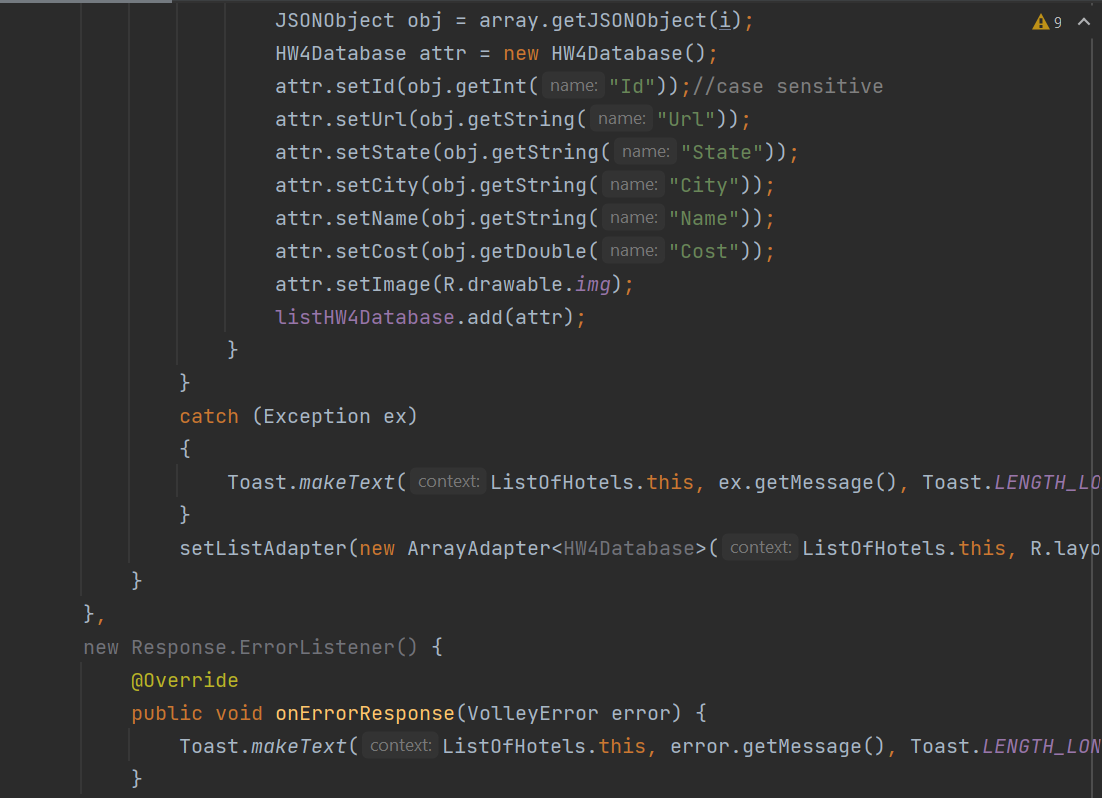 JSONObject obj = array.getJSONObject(i);
9
HW4Database attr = new HW4Database();
attr.setId(obj.getInt( name: "Id"));//case sensitive
attr.setUrl(obj.getString( name: "Url"));
attr.setState(obj.getString( name: "State"));
attr.setCity(obj.getString( name: "City"));
attr.setName(obj.getString( name: "Name"));
attr.setCost(obj.getDouble( name: "Cost"));
attr.setImage(R.drawable.img);
listHW4Database.add(attr);
}
}
catch (Exception ex)
{
Toast.makeText( context: ListOfHotels.this, ex.getMessage(), Toast.LENGTH_LO
}
setListAdapter(new ArrayAdapter<HW4Database>( context: ListOfHotels.this, R.layo
}
},
new Response.ErrorListener() {
@Override
public void onErrorResponse(VolleyError error) {
Toast.makeText( context: ListOfHotels.this, error.getMessage(), Toast.LENGTH_LON
}